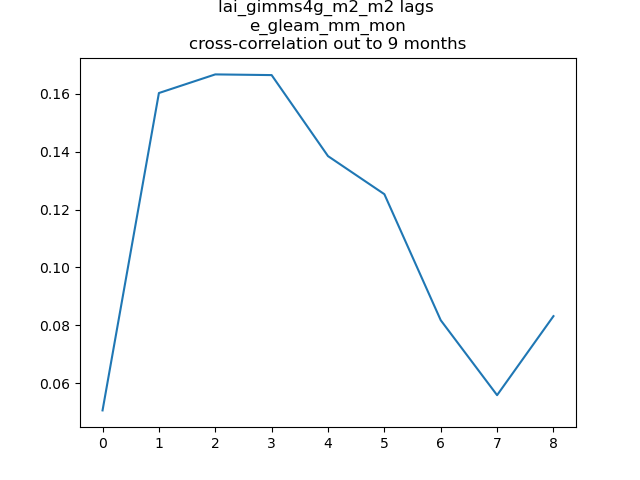 lai_gimms4g_m2_m2 lags
e_gleam_mm_mon
cross-correlation out to 9 months
0.16
0.14
0.12
0.10
0.08
0.06
0 1 2 3 4 5 6 7 8